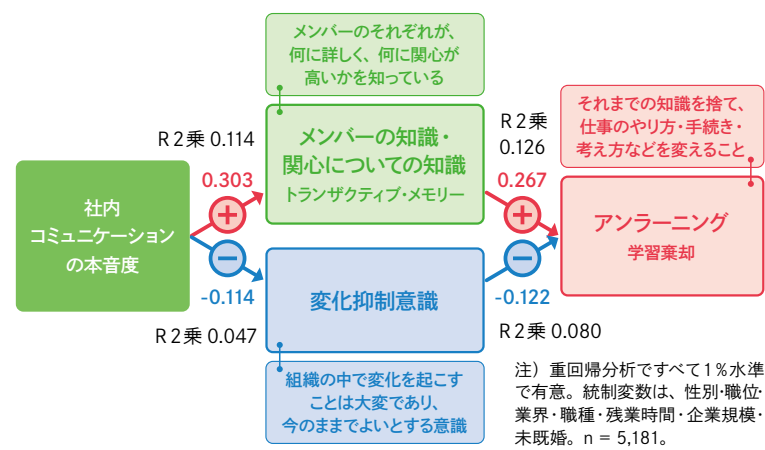 メンバーのそれぞれが、
何に詳しく、何に関心が
高いかを知っている
それまでの知識を捨て、
仕事のやり方・手続き・
考え方などを変えること
R2乗 0.114
メンバーの知識・
関心についての知識
トランザクティブ・メモリー
R2乗
0.126
0.303
+
0.267
+
社内
コミュニケーション
の本音度
アンラーニング
学習棄却
−
-0.114
変化抑制意識
−
-0.122
R2乗 0.047
R2乗 0.080
組織の中で変化を起こす
ことは大変であり、
今のままでよいとする意識
注）重回帰分析ですべて1％水準
で有意。統制変数は、性別・職位・
業界・職種・残業時間・企業規模・
未既婚。n = 5,181。